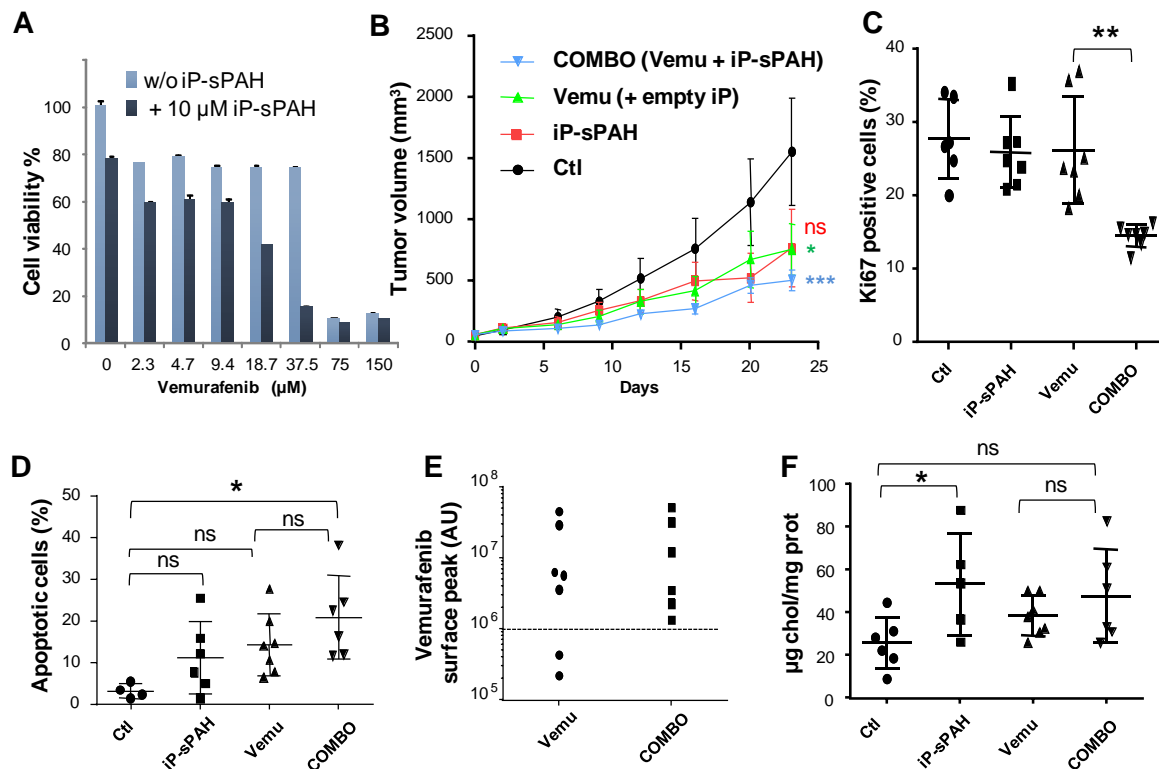 A
w/o iP-sPAH
+ 10 µM iP-sPAH
Cell viability %
100
80
60
40
20
0
0 2.3 4.7 9.4 18.7 37.5 75 150
Vemurafenib (µM)
B
COMBO (Vemu + iP-sPAH)
Vemu (+ empty iP)
iP-sPAH
Ctl
Tumor volume (mm³)
2500
2000
1500
1000
500
0
ns
*
***
0 5 10 15 20 25
Days
C
**
Ki67 positive cells (%)
40
30
20
10
0
Ctl iP-sPAH Vemu COMBO
D
*
ns
ns
ns
Apoptotic cells (%)
50
40
30
20
10
0
Ctl iP-sPAH Vemu COMBO
E
Vemurafenib
surface peak (AU)
10⁸
10⁷
10⁶
10⁵
Vemu COMBO
F
ns
*
ns
µg chol/mg prot
100
80
60
40
20
0
Ctl iP-sPAH Vemu COMBO